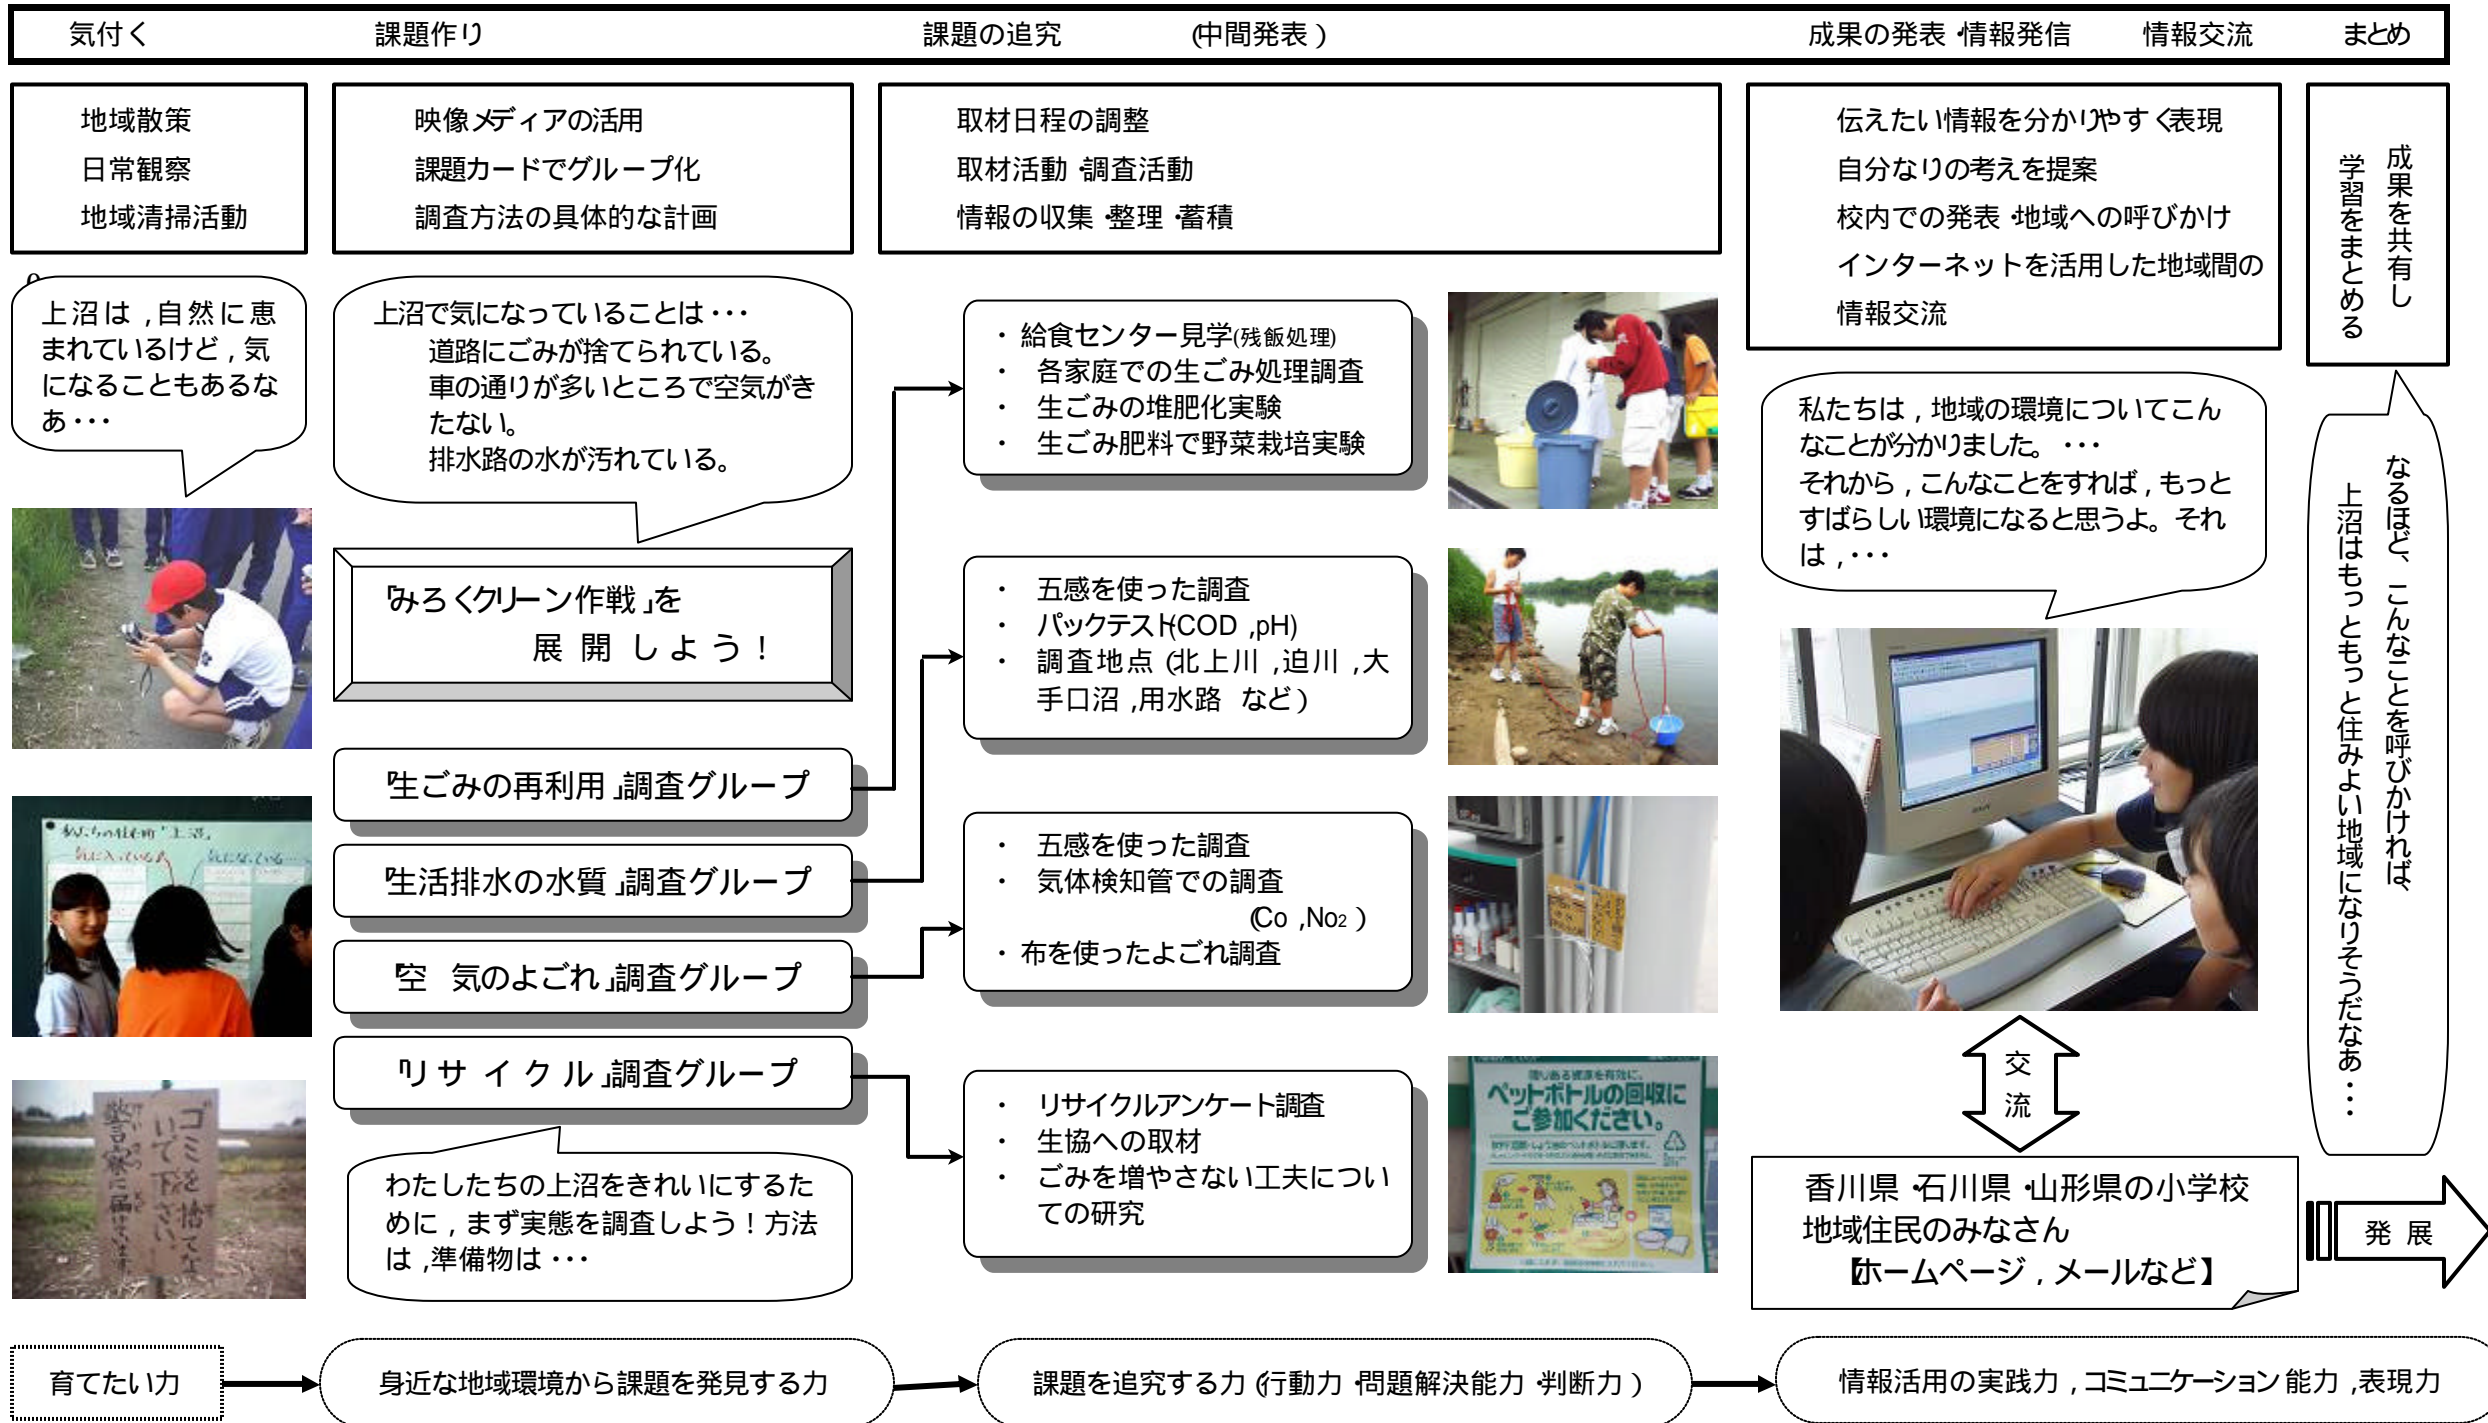 気付く 課題作り 課題の追究 (中間発表) 成果の発表・情報発信 情報交流 まとめ
地域散策
日常観察
地域清掃活動
映像メディアの活用
課題カードでグループ化
調査方法の具体的な計画
取材日程の調整
取材活動・調査活動
情報の収集・整理・蓄積
伝えたい情報を分かりやすく表現
自分なりの考えを提案
校内での発表・地域への呼びかけ
インターネットを活用した地域間の
情報交流
成果を共有し
学習をまとめる
上沼は,自然に恵
まれているけど,気
になることもあるな
あ・・・
上沼で気になっていることは・・・
道路にごみが捨てられている。
車の通りが多いところで空気がき
たない。
排水路の水が汚れている。
「みろくクリーン作戦」を
展開しよう!
「生ごみの再利用」調査グループ
「生活排水の水質」調査グループ
「空 気のよごれ」調査グループ
「リサイクル」調査グループ
わたしたちの上沼をきれいにするた
めに,まず実態を調査しよう!方法
は,準備物は・・・
・給食センター見学(残飯処理)
・ 各家庭での生ごみ処理調査
・ 生ごみの堆肥化実験
・ 生ごみ肥料で野菜栽培実験
・ 五感を使った調査
・ パックテスト(COD,pH)
・ 調査地点(北上川,迫川,大
手口沼,用水路 など)
・ 五感を使った調査
・ 気体検知管での調査
(Co,No2)
・布を使ったよごれ調査
・ リサイクルアンケート調査
・ 生協への取材
・ ごみを増やさない工夫につい
ての研究
限りある資源を有効に、
ペットボトルの回収に
ご参加ください。
ゴミを捨てな
いで下さい。
警察に届けています
私たちは,地域の環境についてこん
なことが分かりました。・・・
それから,こんなことをすれば,もっと
すばらしい環境になると思うよ。それ
は,・・・
交
流
香川県・石川県・山形県の小学校
地域住民のみなさん
【ホームページ,メールなど】
なるほど、こんなことを呼びかければ、
上沼はもっともっと住みよい地域になりそうだなあ・・・
発 展
育てたい力
身近な地域環境から課題を発見する力
課題を追究する力(行動力・問題解決能力・判断力)
情報活用の実践力,コミュニケーション能力,表現力